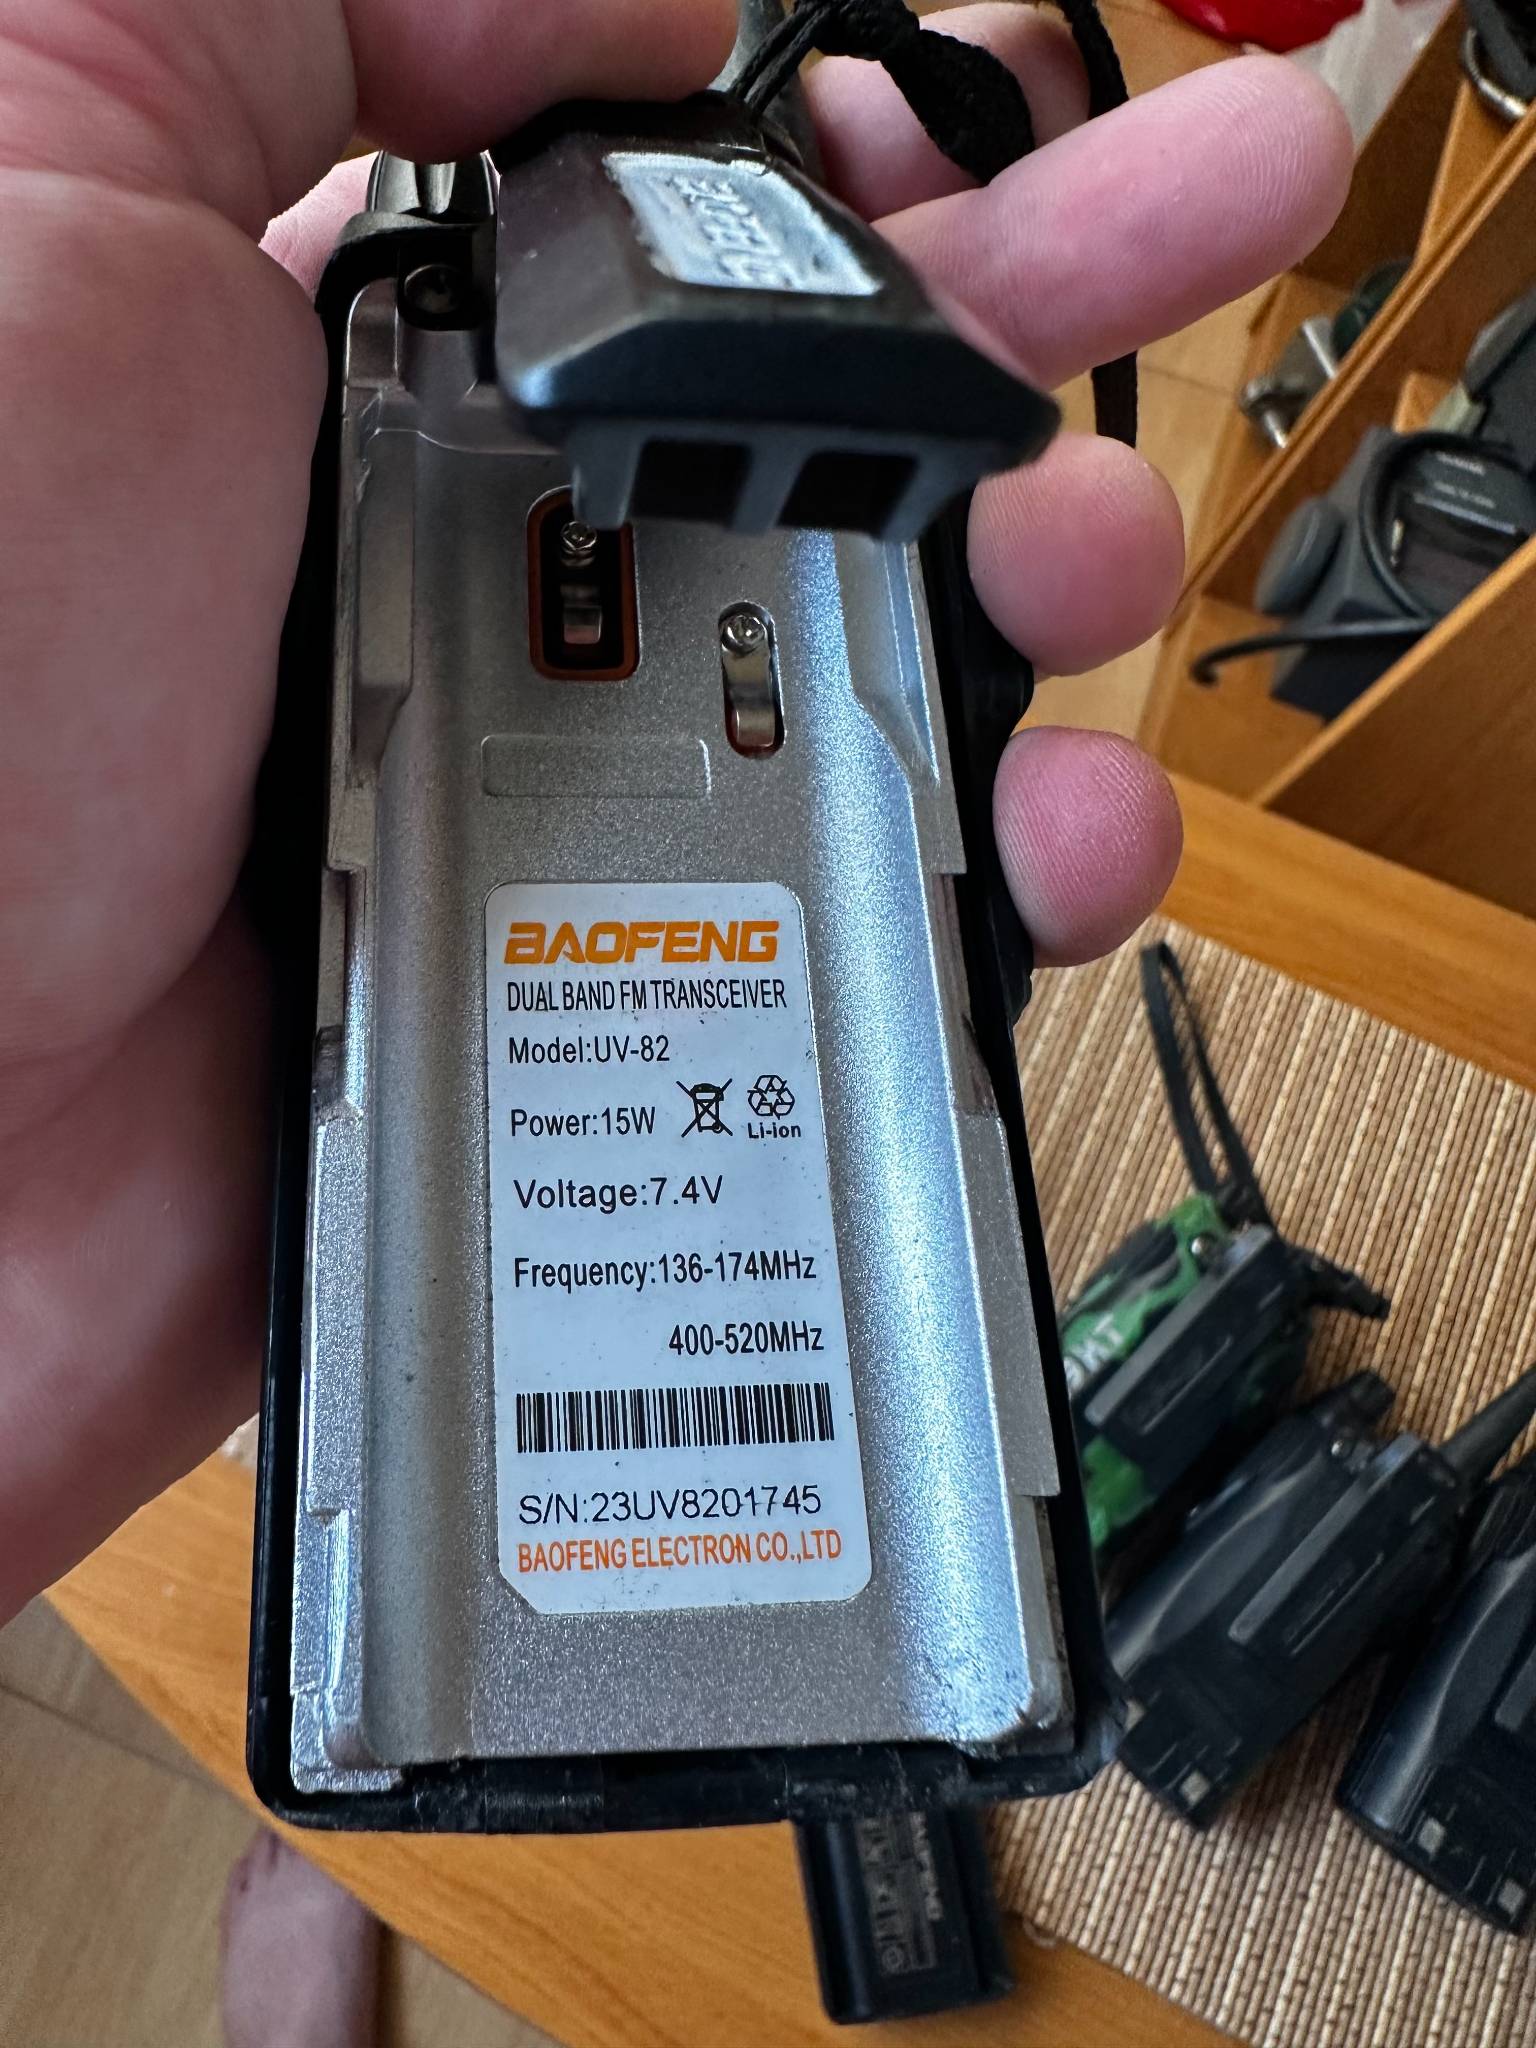 BAOFENG
DUAL BAND FM TRANSCEIVER
Model:UV-82
Power:15W
Li-ion
Voltage:7.4V
Frequency:136-174MHz
400-520MHz
S/N:23UV8201745
BAOFENG ELECTRON CO.,LTD
BAOFENG